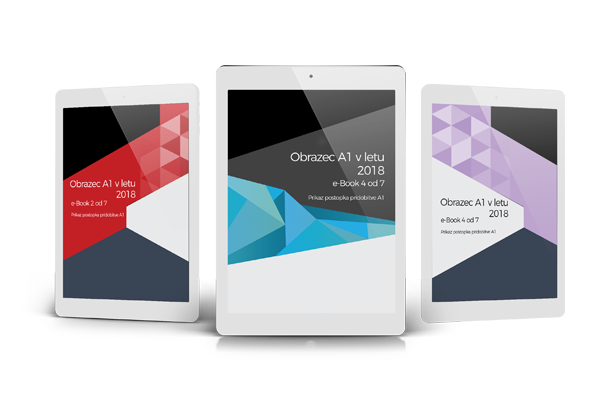 Obrazec A1 v letu
2018
e-Book 2 od 7
Prikaz postopka pridobitve A1
Obrazec A1 v letu
2018
e-Book 4 od 7
Prikaz postopka pridobitve A1
Obrazec A1 v letu
2018
e-Book 4 od 7
Prikaz postopka pridobitve A1